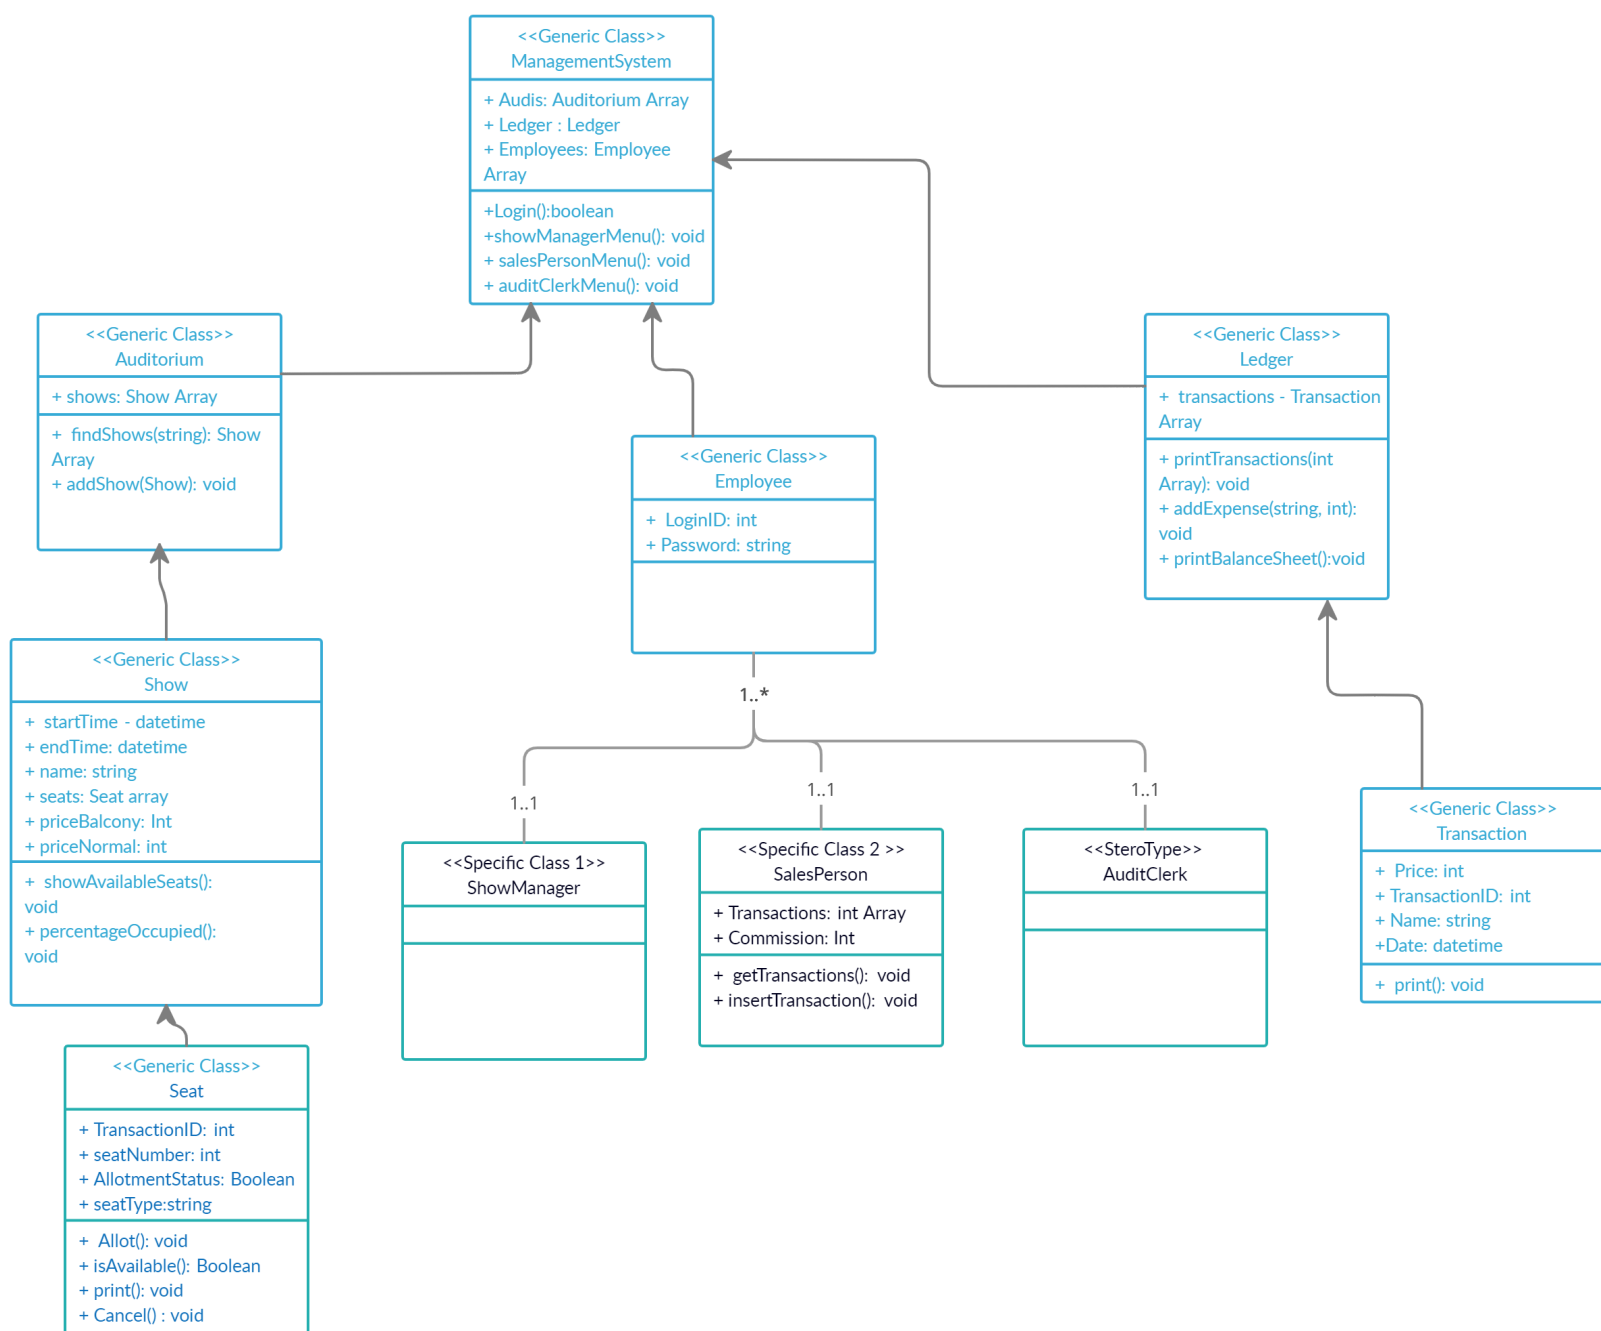 <<Generic Class>>
ManagementSystem
+ Audis: Auditorium Array
+ Ledger : Ledger
+ Employees: Employee
Array
+Login():boolean
+showManagerMenu(): void
+ salesPersonMenu(): void
+ auditClerkMenu(): void
<<Generic Class>>
Auditorium
+ shows: Show Array
+ findShows(string): Show
Array
+ addShow(Show): void
<<Generic Class>>
Employee
+ LoginID: int
+ Password: string
<<Generic Class>>
Ledger
+ transactions - Transaction
Array
+ printTransactions(int
Array): void
+ addExpense(string, int):
void
+ printBalanceSheet():void
<<Generic Class>>
Show
+ startTime - datetime
+ endTime: datetime
+ name: string
+ seats: Seat array
+ priceBalcony: Int
+ priceNormal: int
+ showAvailableSeats():
void
+ percentageOccupied():
void
1..*
1..1
1..1
1..1
<<Specific Class 1>>
ShowManager
<<Specific Class 2 >>
SalesPerson
+ Transactions: int Array
+ Commission: Int
+ getTransactions(): void
+ insertTransaction(): void
<<SteroType>>
AuditClerk
<<Generic Class>>
Transaction
+ Price: int
+ TransactionID: int
+ Name: string
+Date: datetime
+ print(): void
<<Generic Class>>
Seat
+ TransactionID: int
+ seatNumber: int
+ AllotmentStatus: Boolean
+ seatType:string
+ Allot(): void
+ isAvailable(): Boolean
+ print(): void
+ Cancel() : void